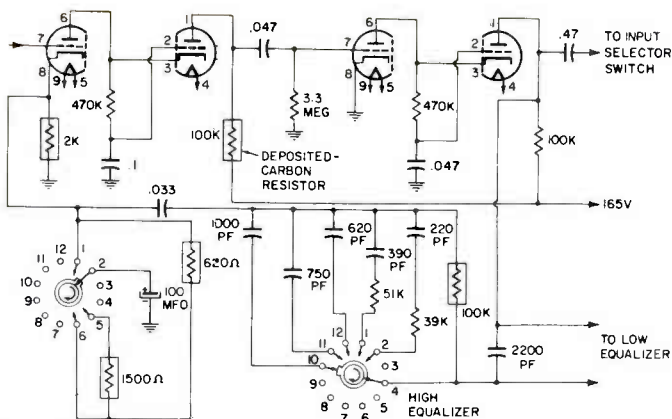 6
1
6
4
.47
TO INPUT
SELECTOR
SWITCH
.047
7
2
3
7
2
3
8
9
5
4
8
9
5
4
470K
3.3
MEG
470K
2K
100K
100K
DEPOSITED-
CARBON
RESISTOR
.1
.047
165V
.033
1000
PF
620
PF
220
PF
750
PF
390
PF
620Ω
51K
39K
100K
12
1
11
2
10
3
9
4
8
5
7
6
100
MFD
1500Ω
12
1
11
2
10
3
9
4
8
7
6
5
HIGH
EQUALIZER
2200
PF
TO LOW
EQUALIZER